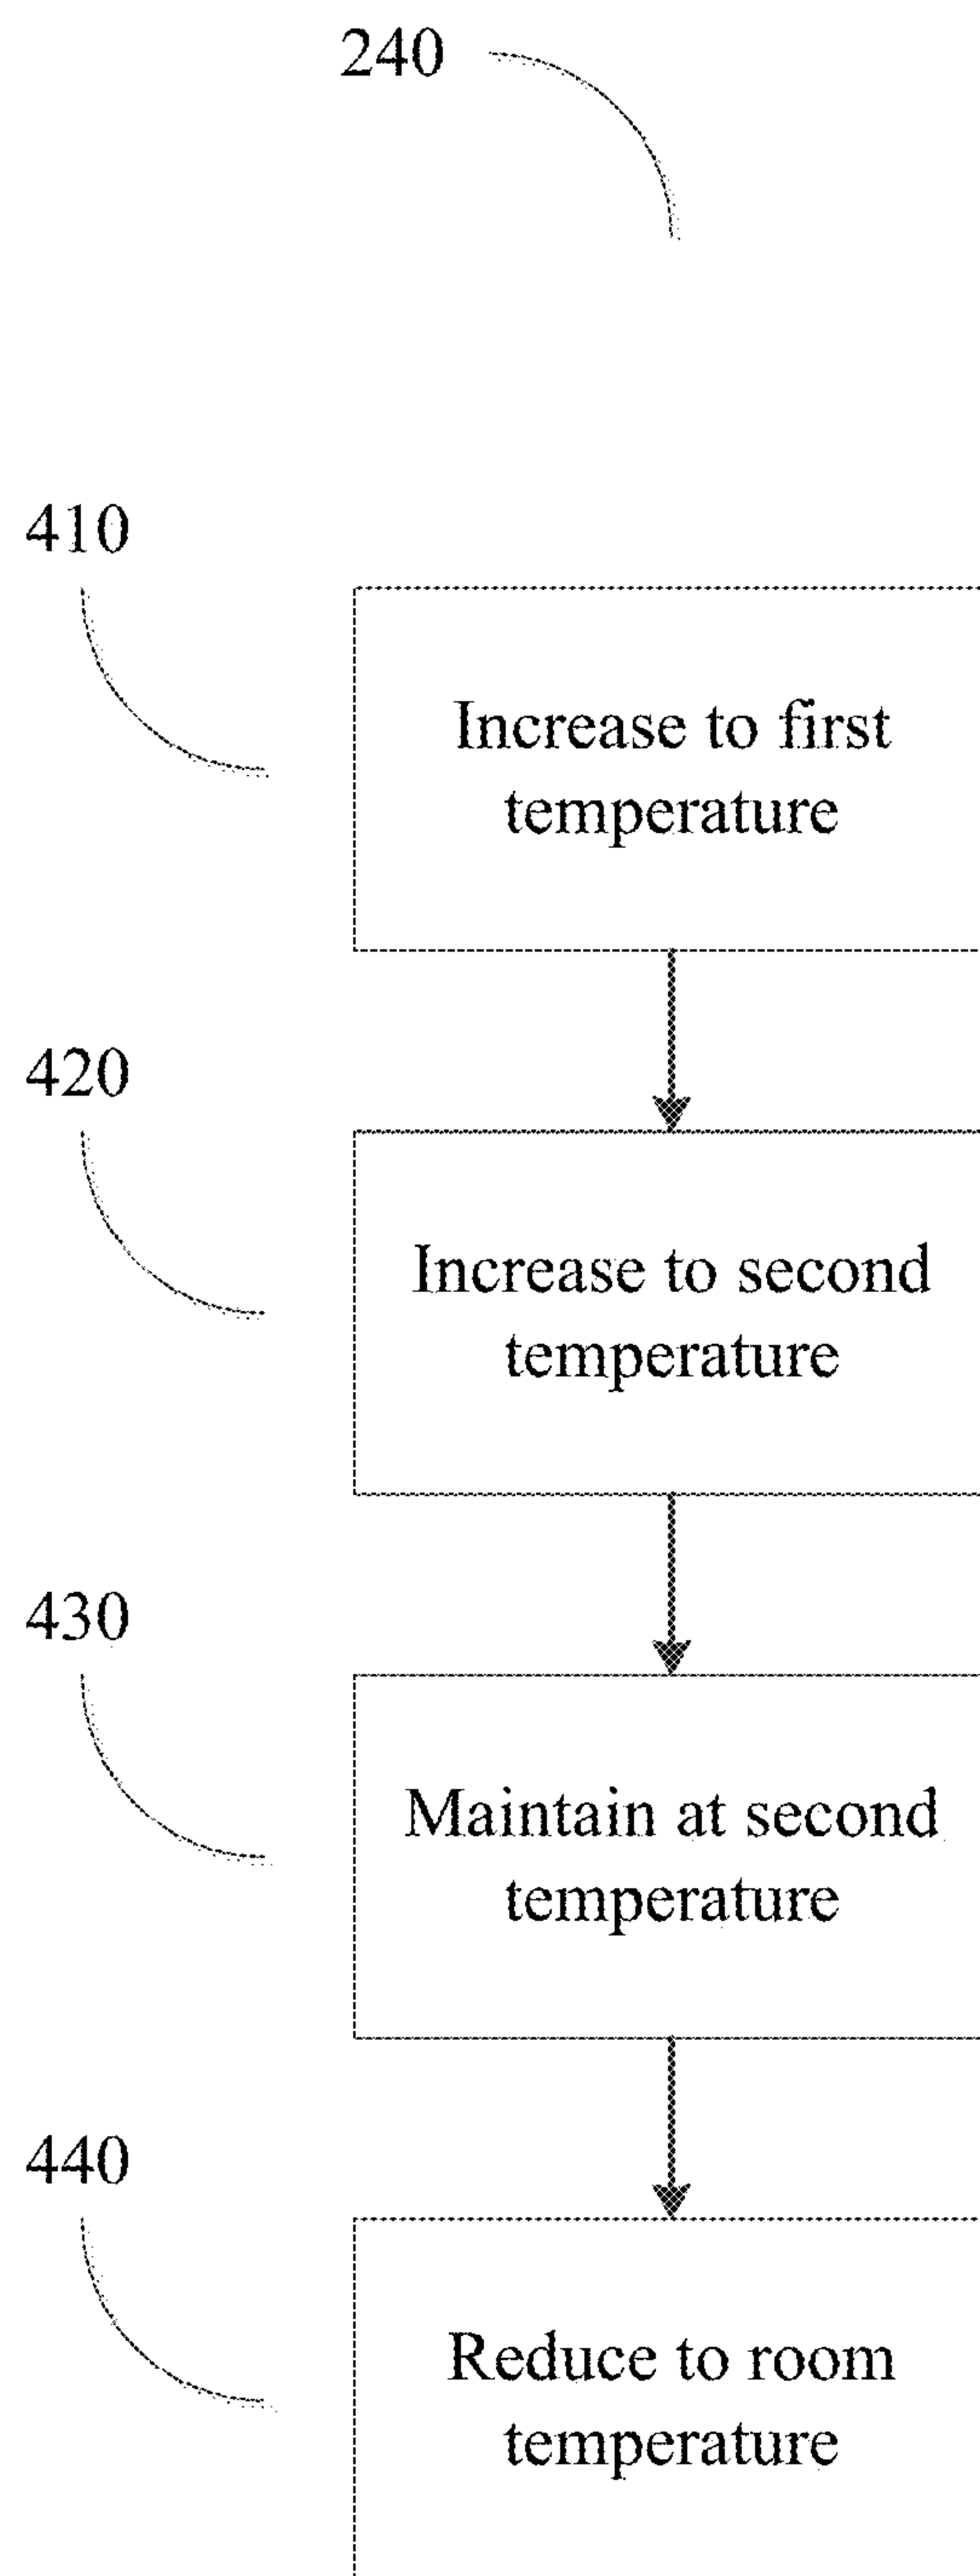 240
410
Increase to first
temperature
420
Increase to second
temperature
430
Maintain at second
temperature
440
Reduce to room
temperature